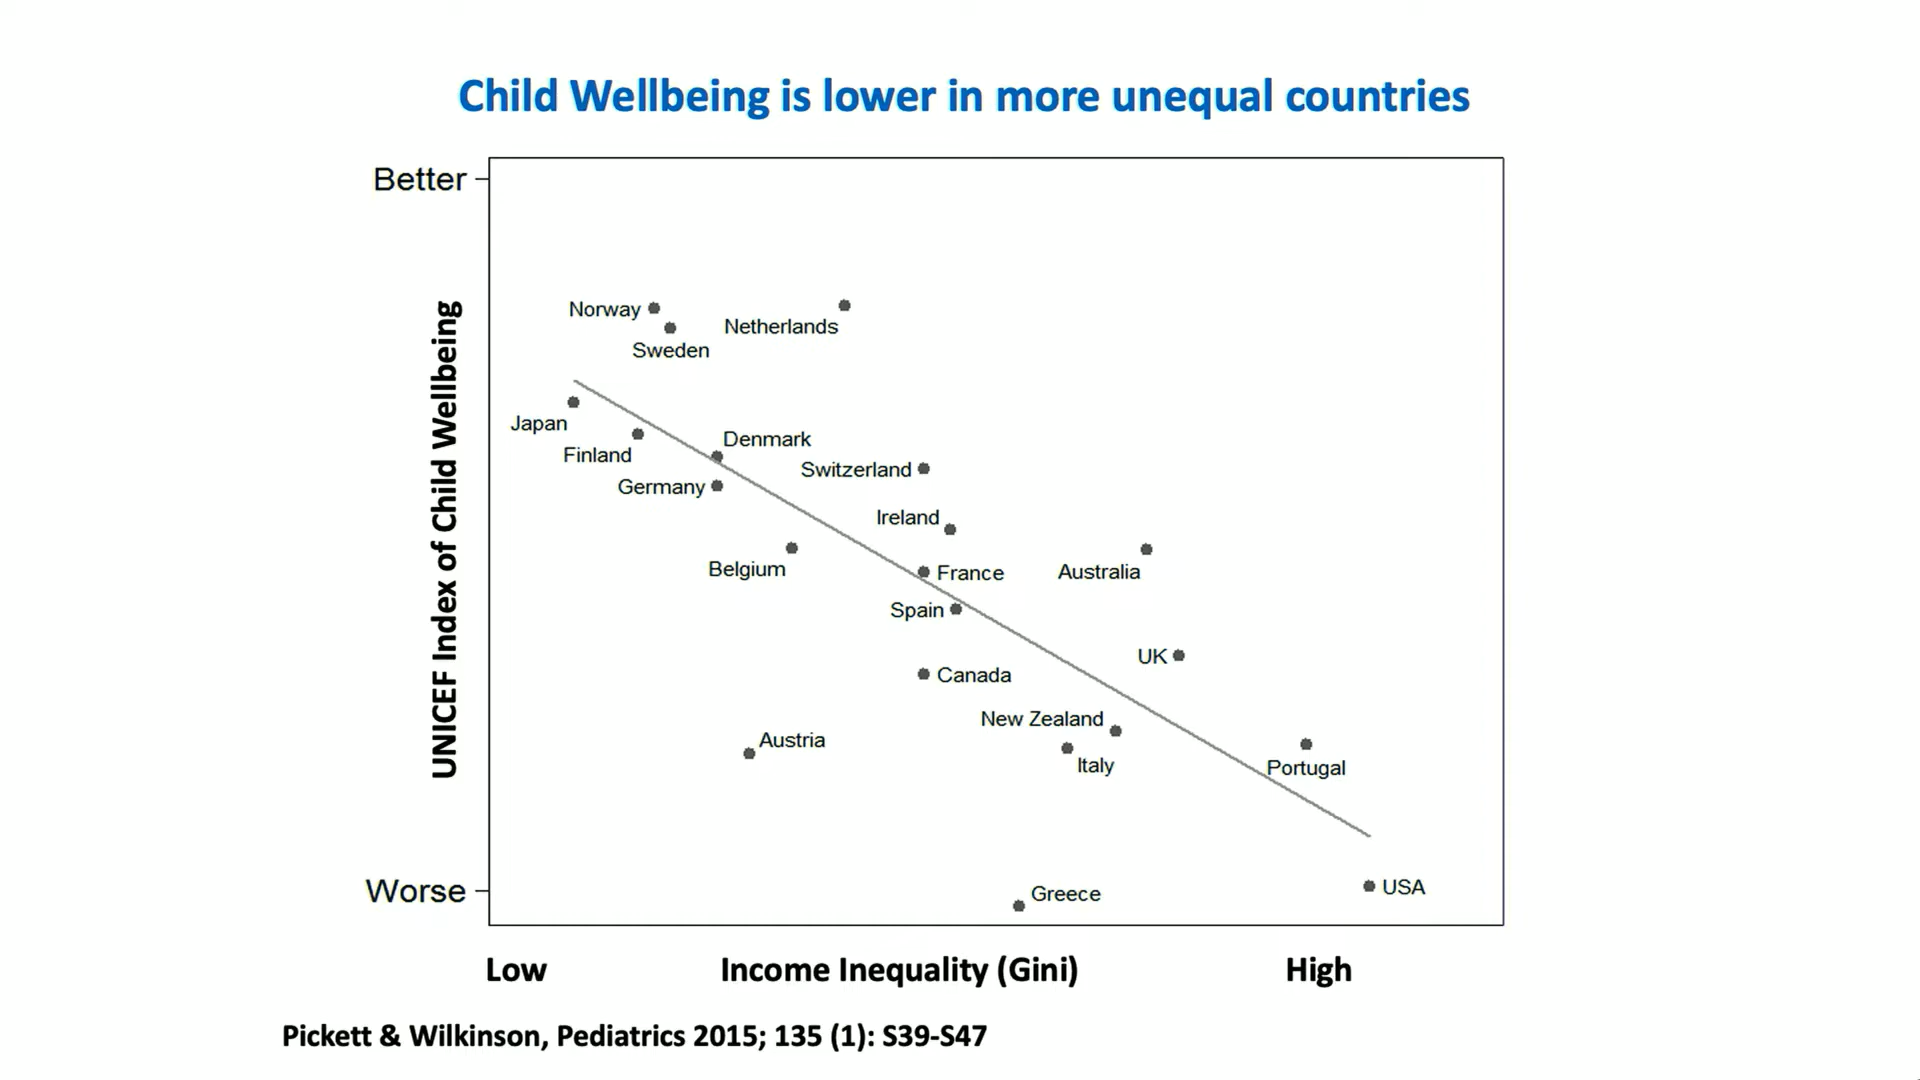 Child Wellbeing is lower in more unequal countries
Better
UNICEF Index of Child Wellbeing
Norway
Netherlands
Sweden
Japan
Denmark
Finland
Switzerland
Germany
Ireland
Belgium
France
Australia
Spain
UK
Canada
New Zealand
Austria
Italy
Portugal
Worse
USA
Greece
Low
Income Inequality (Gini)
High
Pickett & Wilkinson, Pediatrics 2015; 135 (1): S39-S47